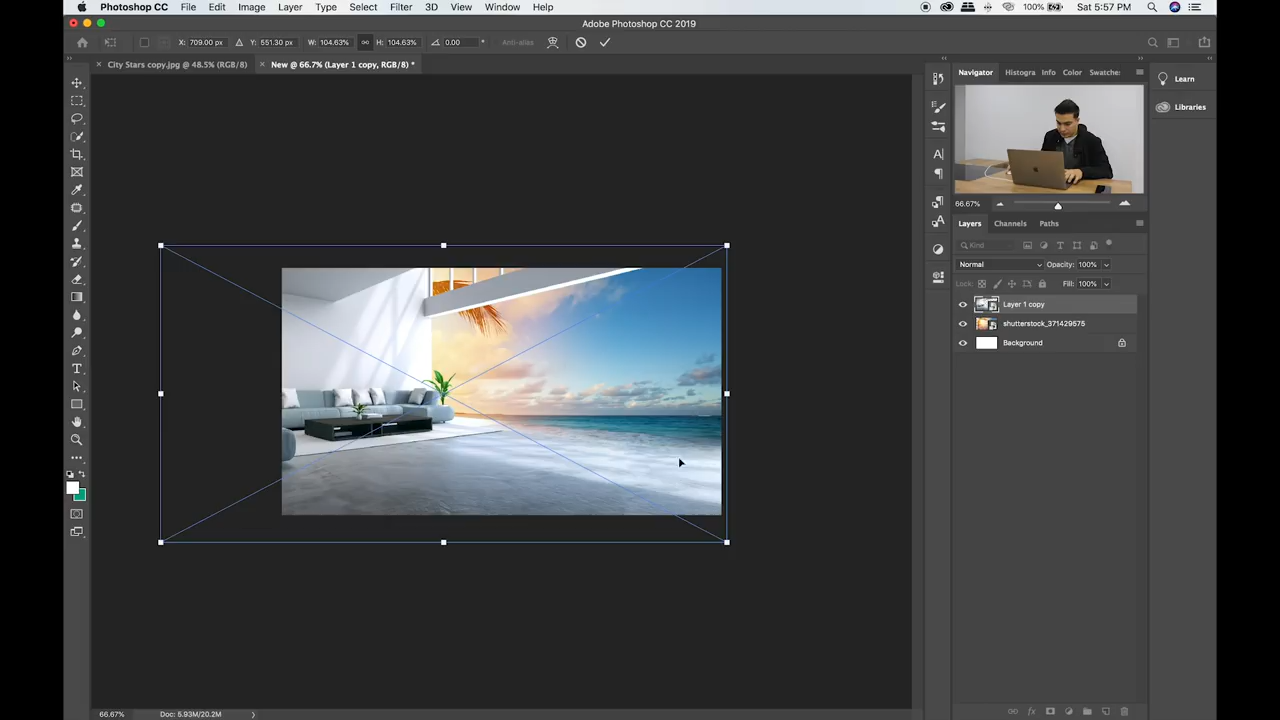 Photoshop CC File Edit Image Layer Type Select Filter 3D View Window Help 100% Sat 5:57 PM
Adobe Photoshop CC 2019
X: 709.00 px Y: 551.30 px W: 104.63% H: 104.63% 0.00 ° Anti-alias
City Stars copy.jpg @ 48.5% (RGB/8) New @ 66.7% (Layer 1 copy, RGB/8) *
Navigator Histogra Info Color Swatche
Learn
Libraries
66.67%
Layers Channels Paths
Kind
Normal Opacity: 100%
Lock: Fill: 100%
Layer 1 copy
shutterstock_371429675
Background
66.67% Doc: 5.93M/20.2M